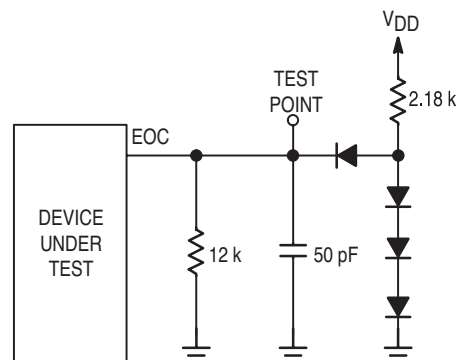 VDD
TEST
POINT
2.18 k
EOC
DEVICE
UNDER
TEST
12 k
50 pF